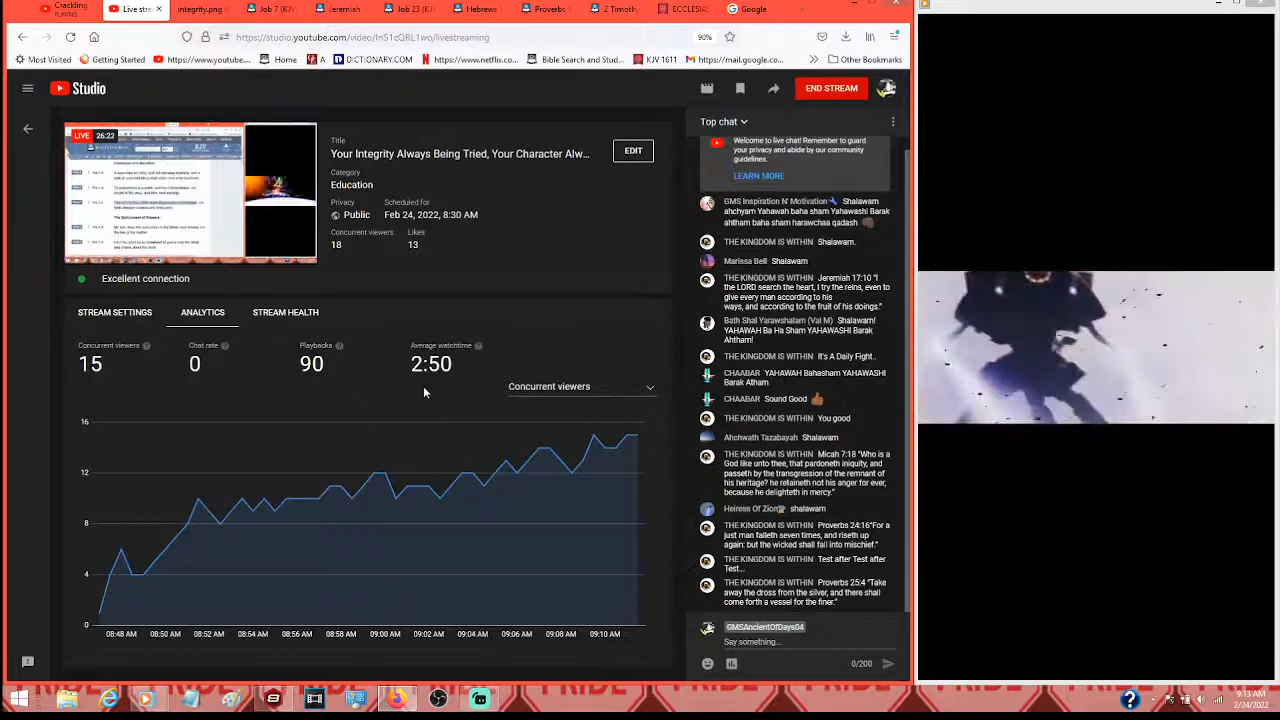 Crackling
PLAYING
Live stre
integrity.png (I
Job 7 (KJV
Jeremiah
Job 23 (KJ
Hebrews 1
Proverbs 1
2 Timothy
ECCLESIAS
Google
https://studio.youtube.com/video/In51cQRL1wo/livestreaming
90%
Most Visited
Getting Started
https://www.youtube....
Home
A
DICTIONARY.COM
https://www.netflix.co...
Bible Search and Stud...
KJV 1611
https://mail.google.co...
Other Bookmarks
Studio
END STREAM
LIVE 26:22
Title
Your Integrity Always Being Tried, Your Character Alwa
EDIT
Category
Education
Privacy
Scheduled for
Public
Concurrent viewers
Likes
13
Excellent connection
STREAM SETTINGS
ANALYTICS
STREAM HEALTH
Concurrent viewers
15
Chat rate
0
Playbacks
90
Average watchtime
2:50
Concurrent viewers
16
12
8
4
0
08:48 AM
08:50 AM
08:52 AM
08:54 AM
08:56 AM
08:58 AM
09:00 AM
09:02 AM
09:04 AM
09:06 AM
09:08 AM
09:10 AM
Top chat
Welcome to live chat! Remember to guard
your privacy and abide by our community
guidelines.
LEARN MORE
GMS Inspiration N' Motivation Shalawam
ahchyam Yahawah baha sham Yahawashi Barak
ahtham baha sham harawchaa qadash
THE KINGDOM IS WITHIN Shalawam.
Marissa Bell Shalawam
THE KINGDOM IS WITHIN Jeremiah 17:10 "I
the LORD search the heart, I try the reins, even to
give every man according to his
ways, and according to the fruit of his doings."
Bath Shal Yarawshalam (Val M) Shalawam!
YAHAWAH Ba Ha Sham YAHAWASHI Barak
Ahtham!
THE KINGDOM IS WITHIN It's A Daily Fight..
CHAABAR YAHAWAH Bahasham YAHAWASHI
Barak Atham
CHAABAR Sound Good
THE KINGDOM IS WITHIN You good
Ahchwath Tazabayah Shalawam
THE KINGDOM IS WITHIN Micah 7:18 "Who is a
God like unto thee, that pardoneth iniquity, and
passeth by the transgression of the remnant of
his heritage? he retaineth not his anger for ever,
because he delighteth in mercy."
Heiress Of Zion shalawam
THE KINGDOM IS WITHIN Proverbs 24:16"For a
just man falleth seven times, and riseth up
again: but the wicked shall fall into mischief."
THE KINGDOM IS WITHIN Test after Test after
Test...
THE KINGDOM IS WITHIN Proverbs 25:4 "Take
away the dross from the silver, and there shall
come forth a vessel for the finer."
GMSAncientOfDays04
Say something...
0/200
PRIDE
9:13 AM
2/24/2022